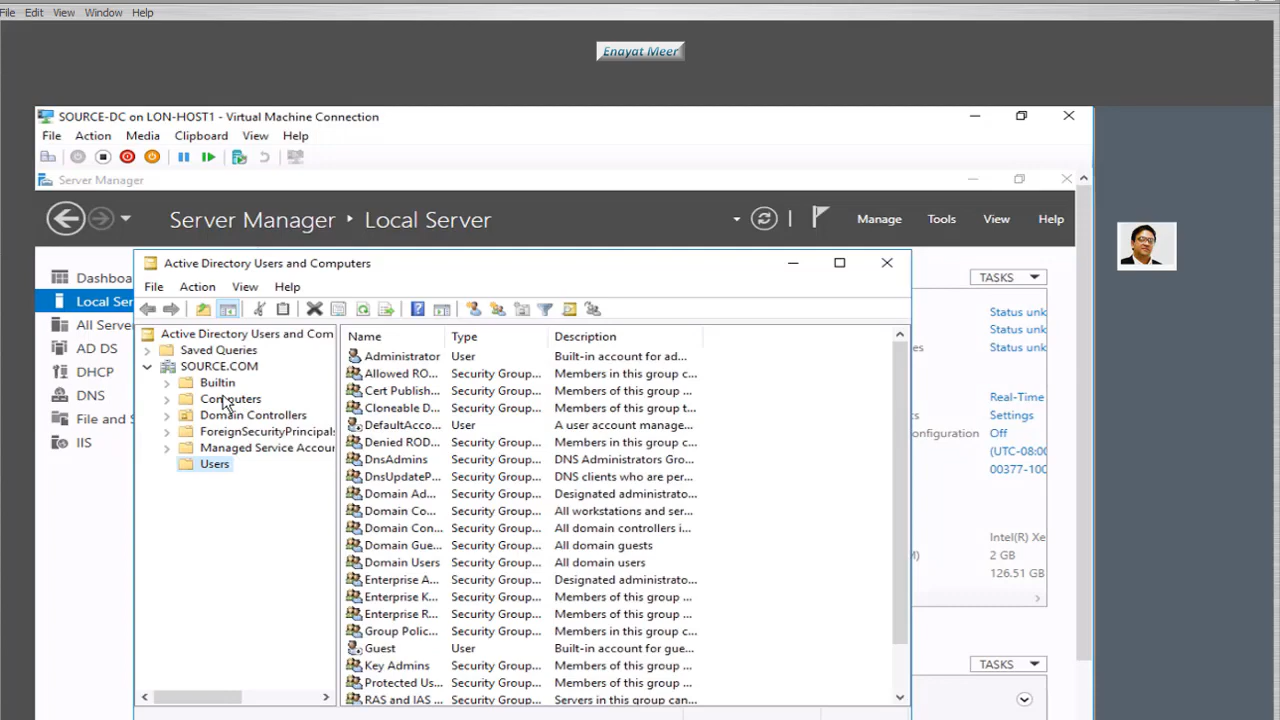 File Edit View Window Help
Enayat Meer
SOURCE-DC on LON-HOST1 - Virtual Machine Connection
File Action Media Clipboard View Help
Server Manager
Server Manager ‣ Local Server
Manage Tools View Help
Dashboa
Local Ser
All Serve
AD DS
DHCP
DNS
File and S
IIS
Active Directory Users and Computers
File Action View Help
Active Directory Users and Com
Saved Queries
SOURCE.COM
Builtin
Computers
Domain Controllers
ForeignSecurityPrincipals
Managed Service Accour
Users
Name Type Description
Administrator User Built-in account for ad...
Allowed RO... Security Group... Members in this group c...
Cert Publish... Security Group... Members of this group ...
Cloneable D... Security Group... Members of this group t...
DefaultAcco... User A user account manage...
Denied ROD... Security Group... Members in this group c...
DnsAdmins Security Group... DNS Administrators Gro...
DnsUpdateP... Security Group... DNS clients who are per...
Domain Ad... Security Group... Designated administrato...
Domain Co... Security Group... All workstations and ser...
Domain Con... Security Group... All domain controllers i...
Domain Gue... Security Group... All domain guests
Domain Users Security Group... All domain users
Enterprise A... Security Group... Designated administrato...
Enterprise K... Security Group... Members of this group ...
Enterprise R... Security Group... Members of this group ...
Group Polic... Security Group... Members in this group c...
Guest User Built-in account for gue...
Key Admins Security Group... Members of this group ...
Protected Us... Security Group... Members of this group ...
RAS and IAS ... Security Group... Servers in this group can...
TASKS
Status unk
Status unk
Status unk
Real-Time
Settings
onfiguration Off
(UTC-08:00
00377-100
Intel(R) Xe
2 GB
126.51 GB
TASKS